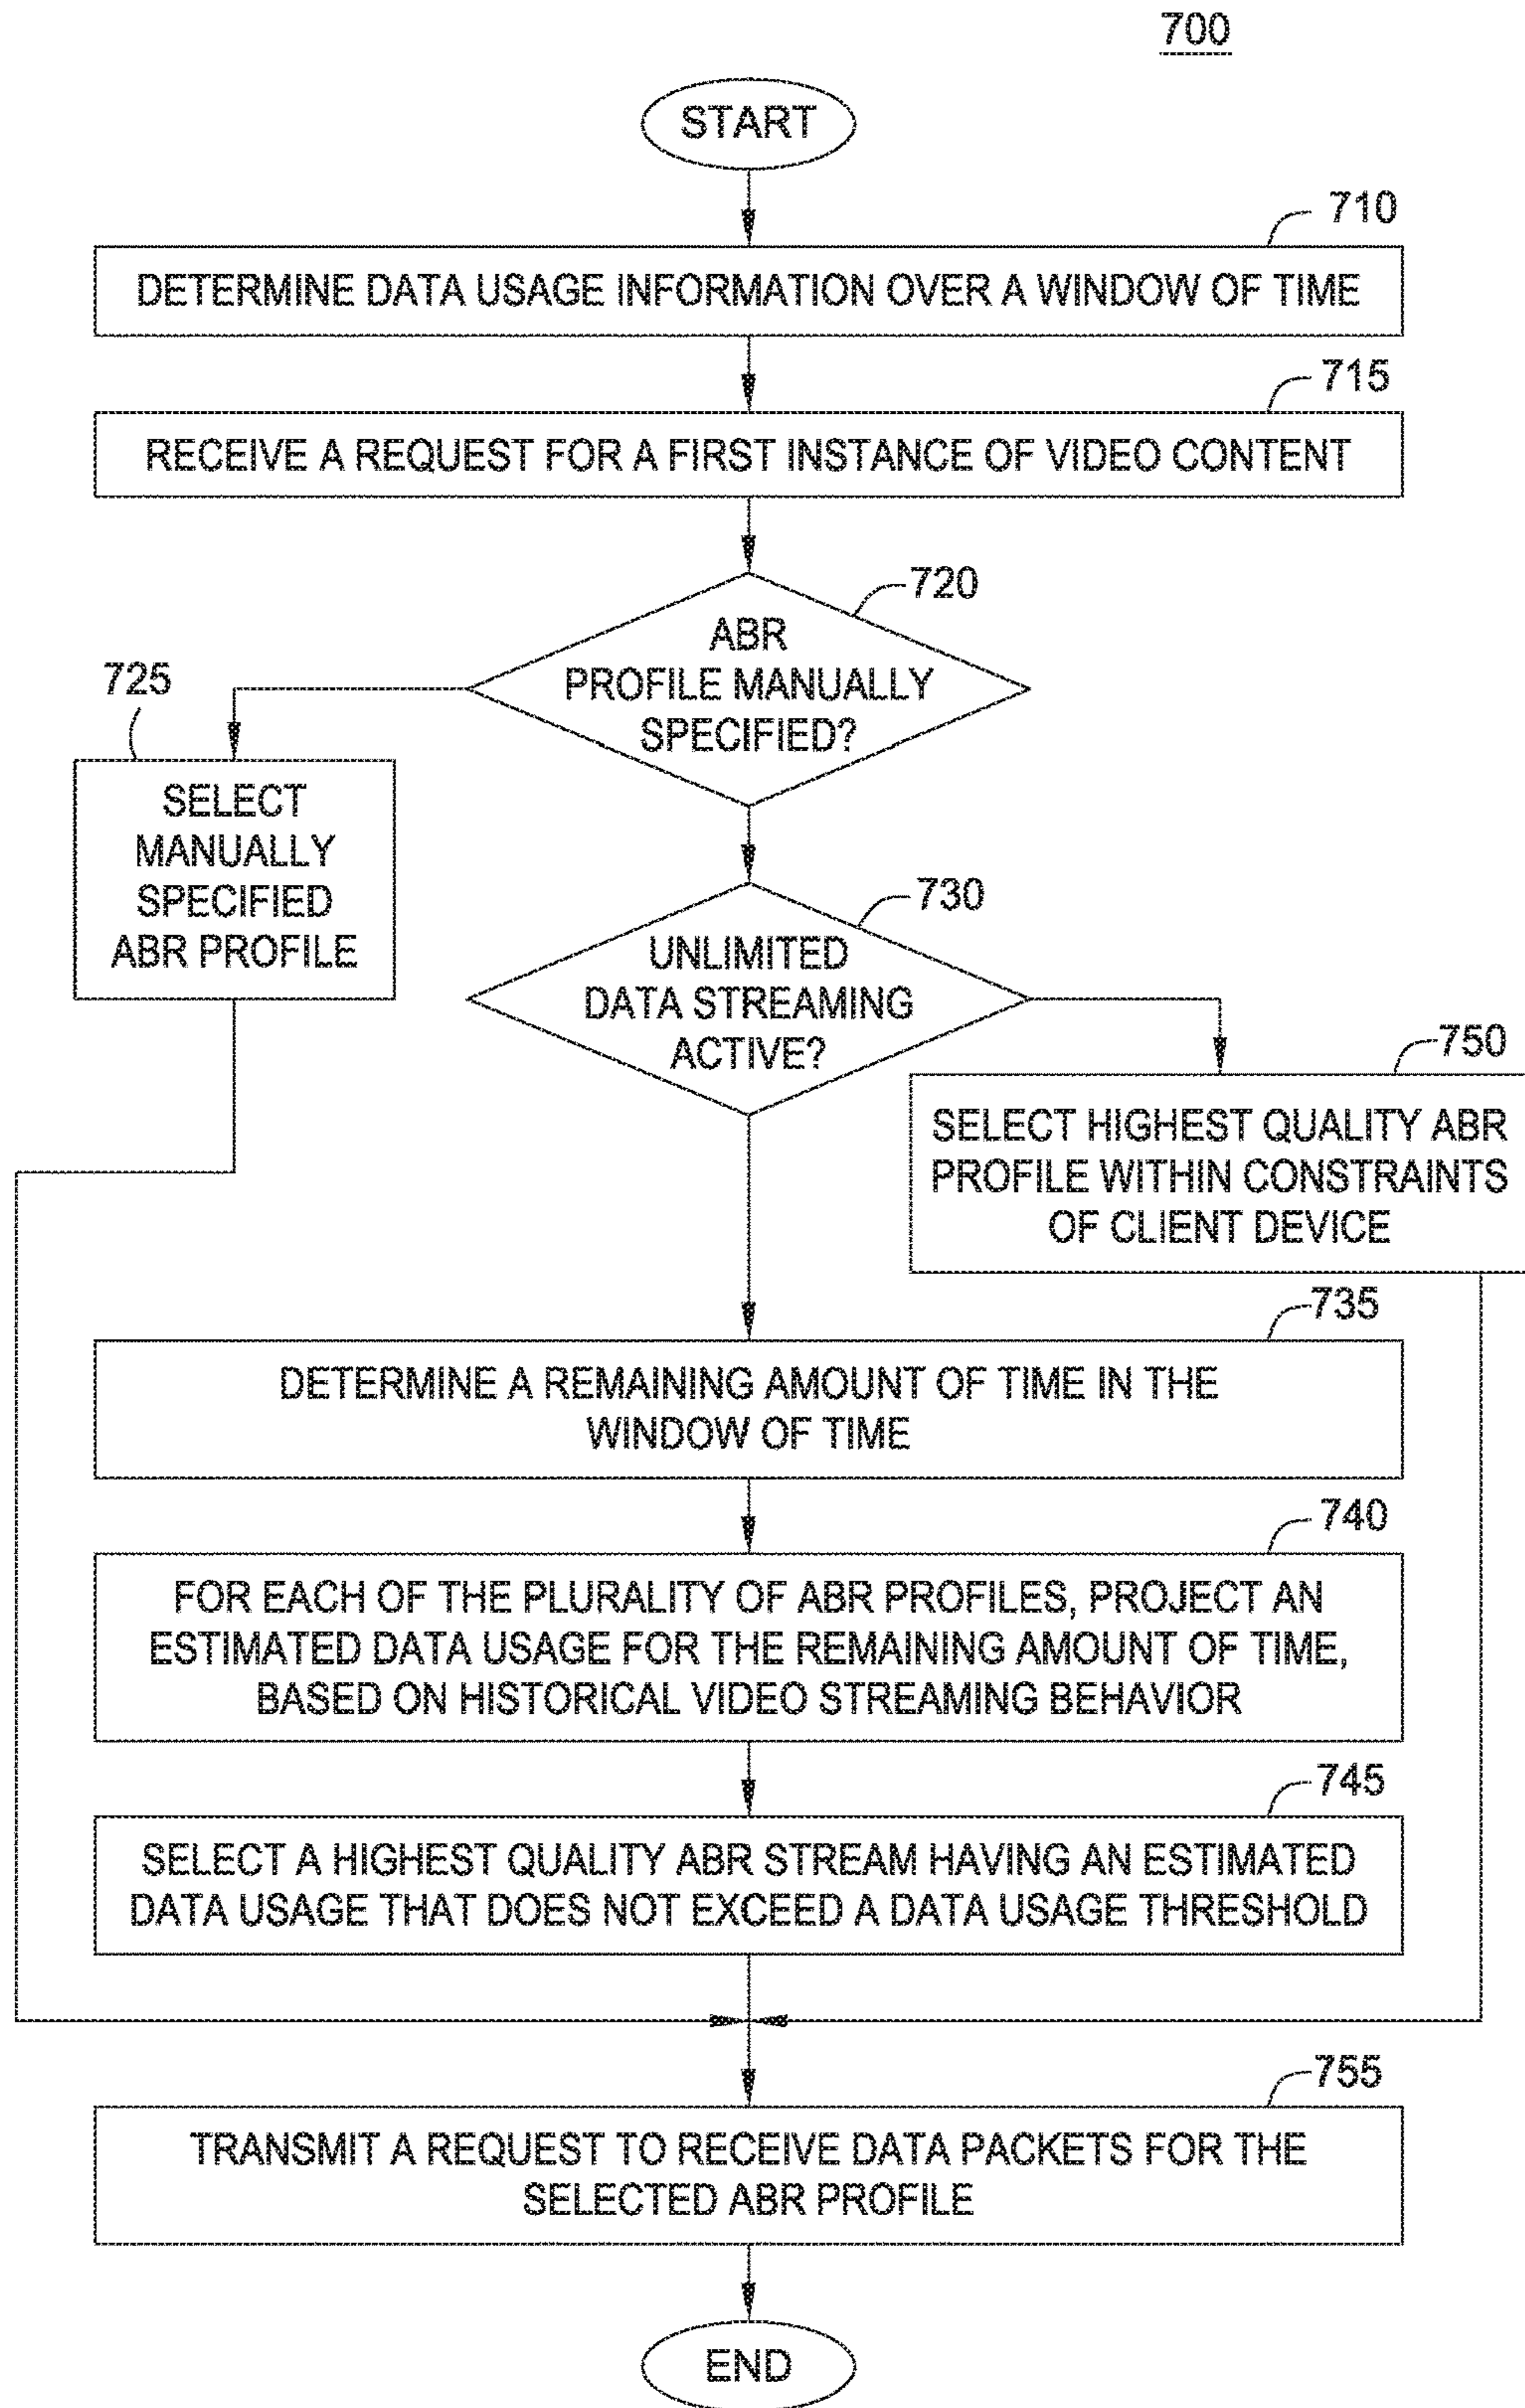 700
START
710
DETERMINE DATA USAGE INFORMATION OVER A WINDOW OF TIME
715
RECEIVE A REQUEST FOR A FIRST INSTANCE OF VIDEO CONTENT
720
ABR
PROFILE MANUALLY
SPECIFIED?
725
SELECT
MANUALLY
SPECIFIED
ABR PROFILE
730
UNLIMITED
DATA STREAMING
ACTIVE?
750
SELECT HIGHEST QUALITY ABR
PROFILE WITHIN CONSTRAINTS
OF CLIENT DEVICE
735
DETERMINE A REMAINING AMOUNT OF TIME IN THE
WINDOW OF TIME
740
FOR EACH OF THE PLURALITY OF ABR PROFILES, PROJECT AN
ESTIMATED DATA USAGE FOR THE REMAINING AMOUNT OF TIME,
BASED ON HISTORICAL VIDEO STREAMING BEHAVIOR
745
SELECT A HIGHEST QUALITY ABR STREAM HAVING AN ESTIMATED
DATA USAGE THAT DOES NOT EXCEED A DATA USAGE THRESHOLD
755
TRANSMIT A REQUEST TO RECEIVE DATA PACKETS FOR THE
SELECTED ABR PROFILE
END